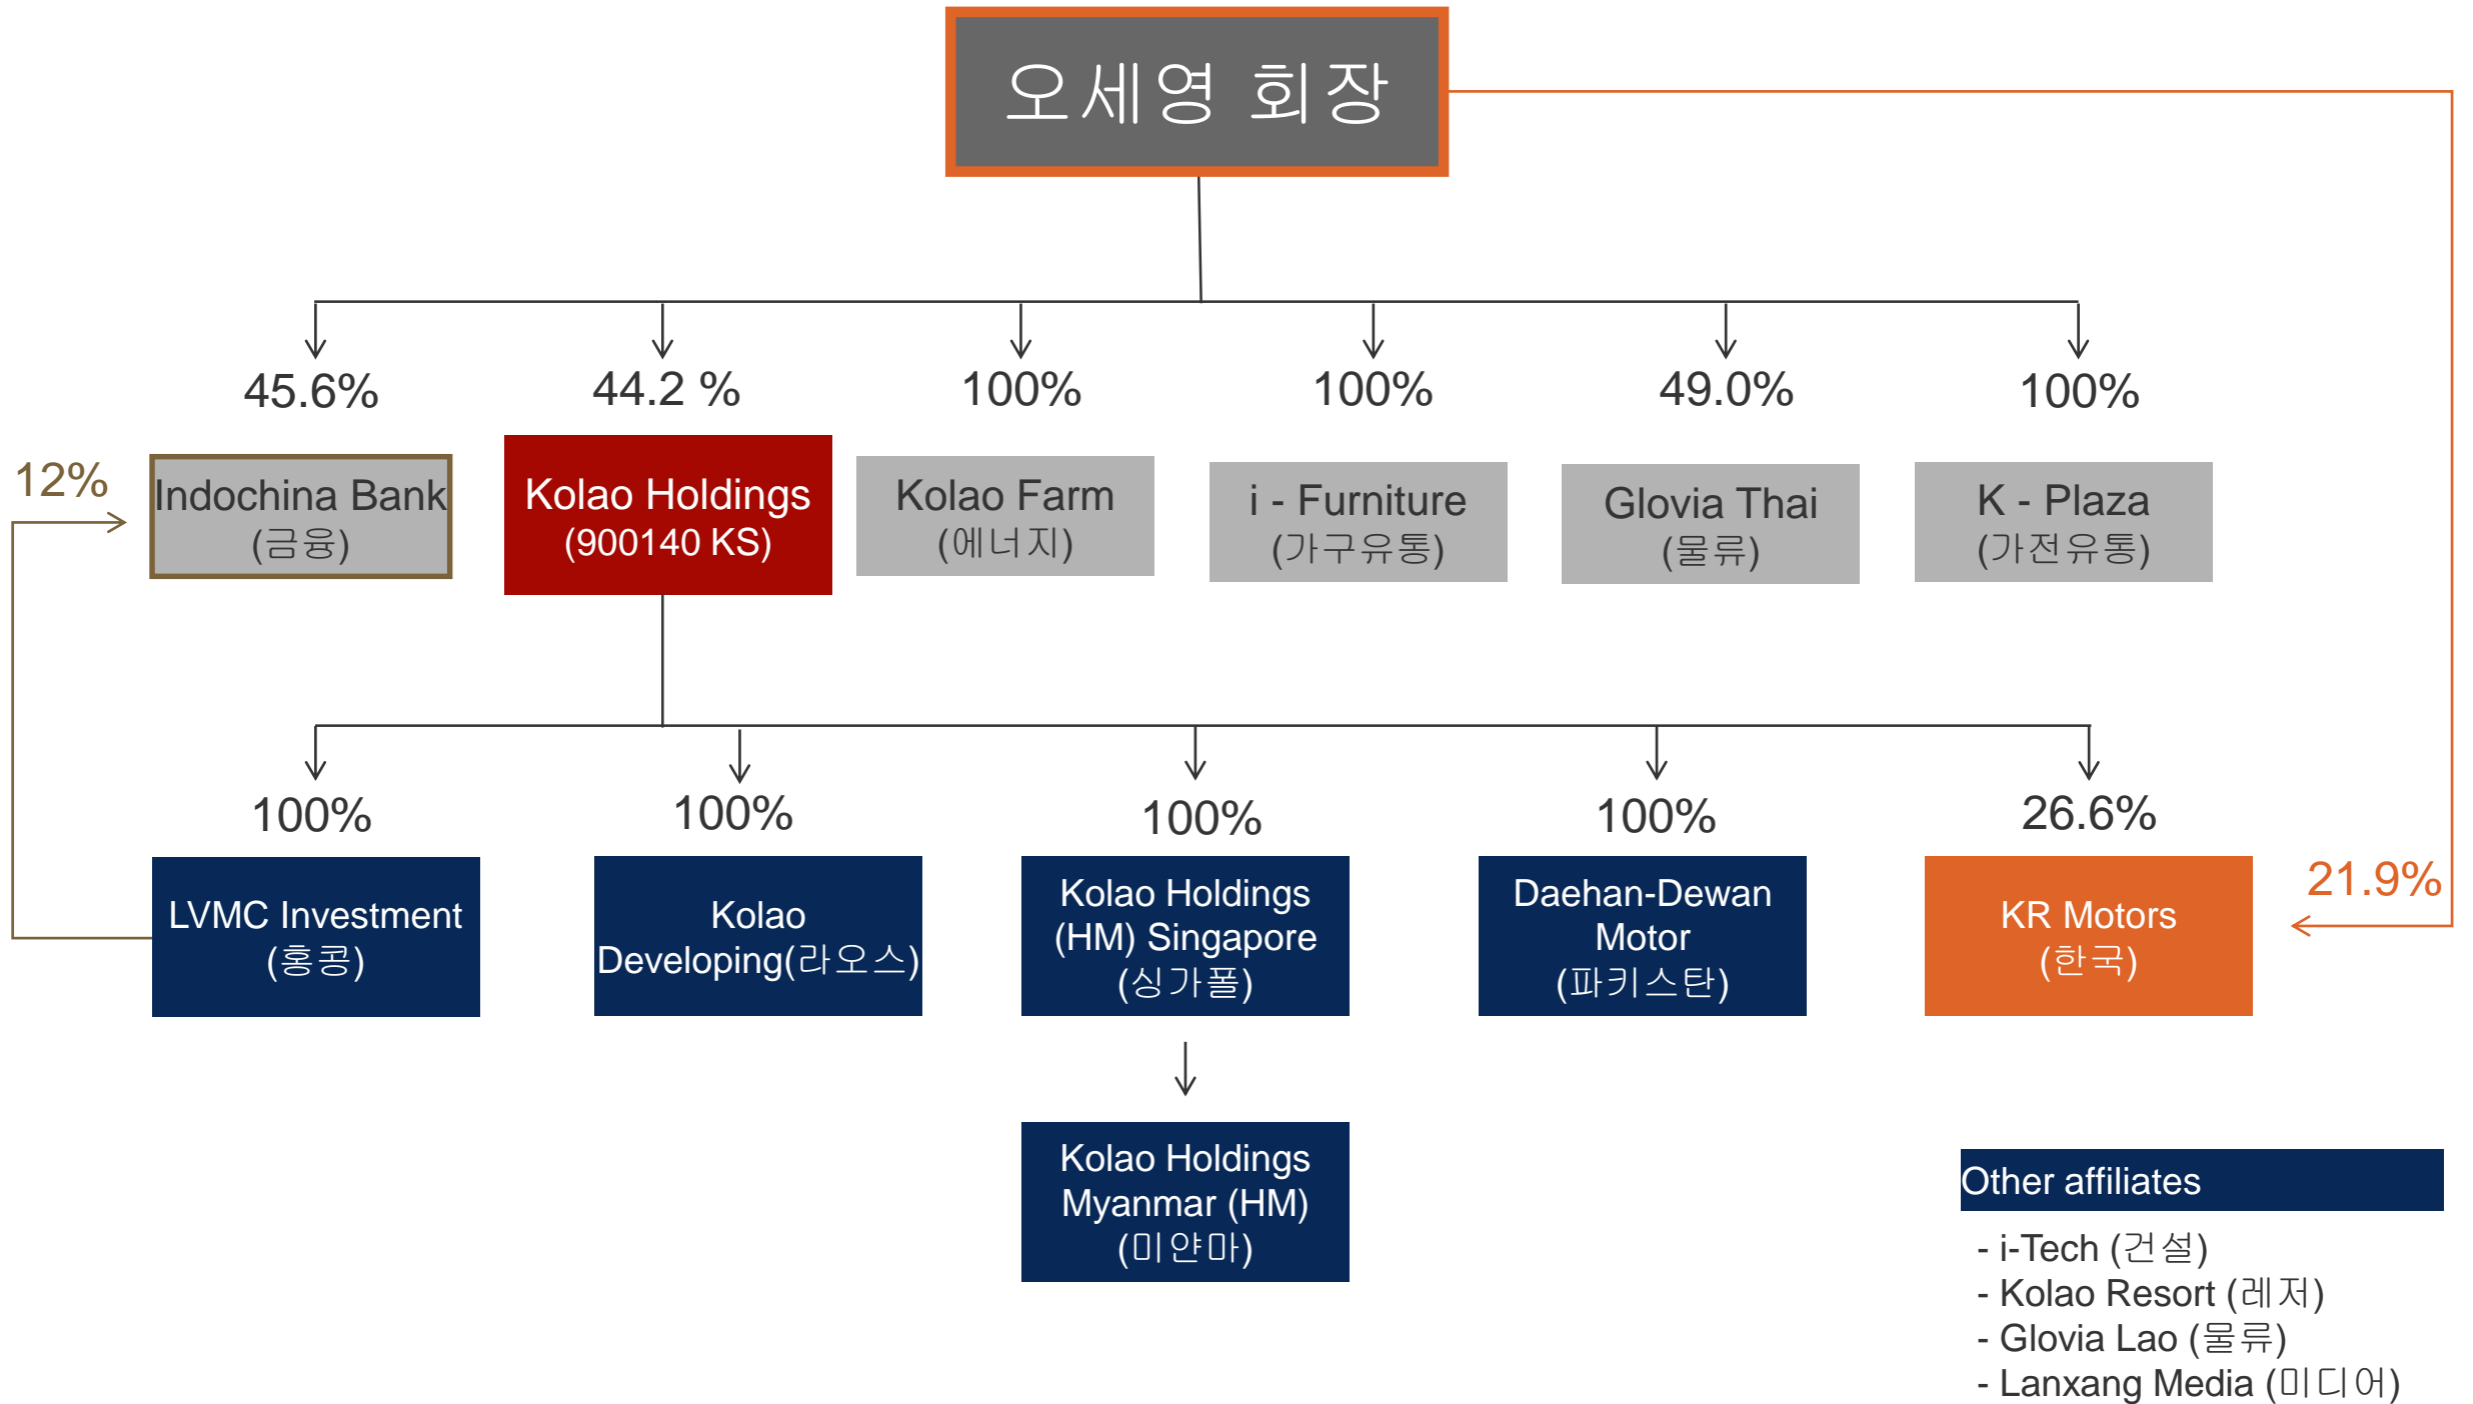 오세영 회장
45.6%
44.2 %
100%
100%
49.0%
100%
12%
Indochina Bank
(금융)
Kolao Holdings
(900140 KS)
Kolao Farm
(에너지)
i - Furniture
(가구유통)
Glovia Thai
(물류)
K - Plaza
(가전유통)
100%
100%
100%
100%
26.6%
21.9%
LVMC Investment
(홍콩)
Kolao
Developing(라오스)
Kolao Holdings
(HM) Singapore
(싱가폴)
Daehan-Dewan
Motor
(파키스탄)
KR Motors
(한국)
Kolao Holdings
Myanmar (HM)
(미얀마)
Other affiliates
- i-Tech (건설)
- Kolao Resort (레저)
- Glovia Lao (물류)
- Lanxang Media (미디어)